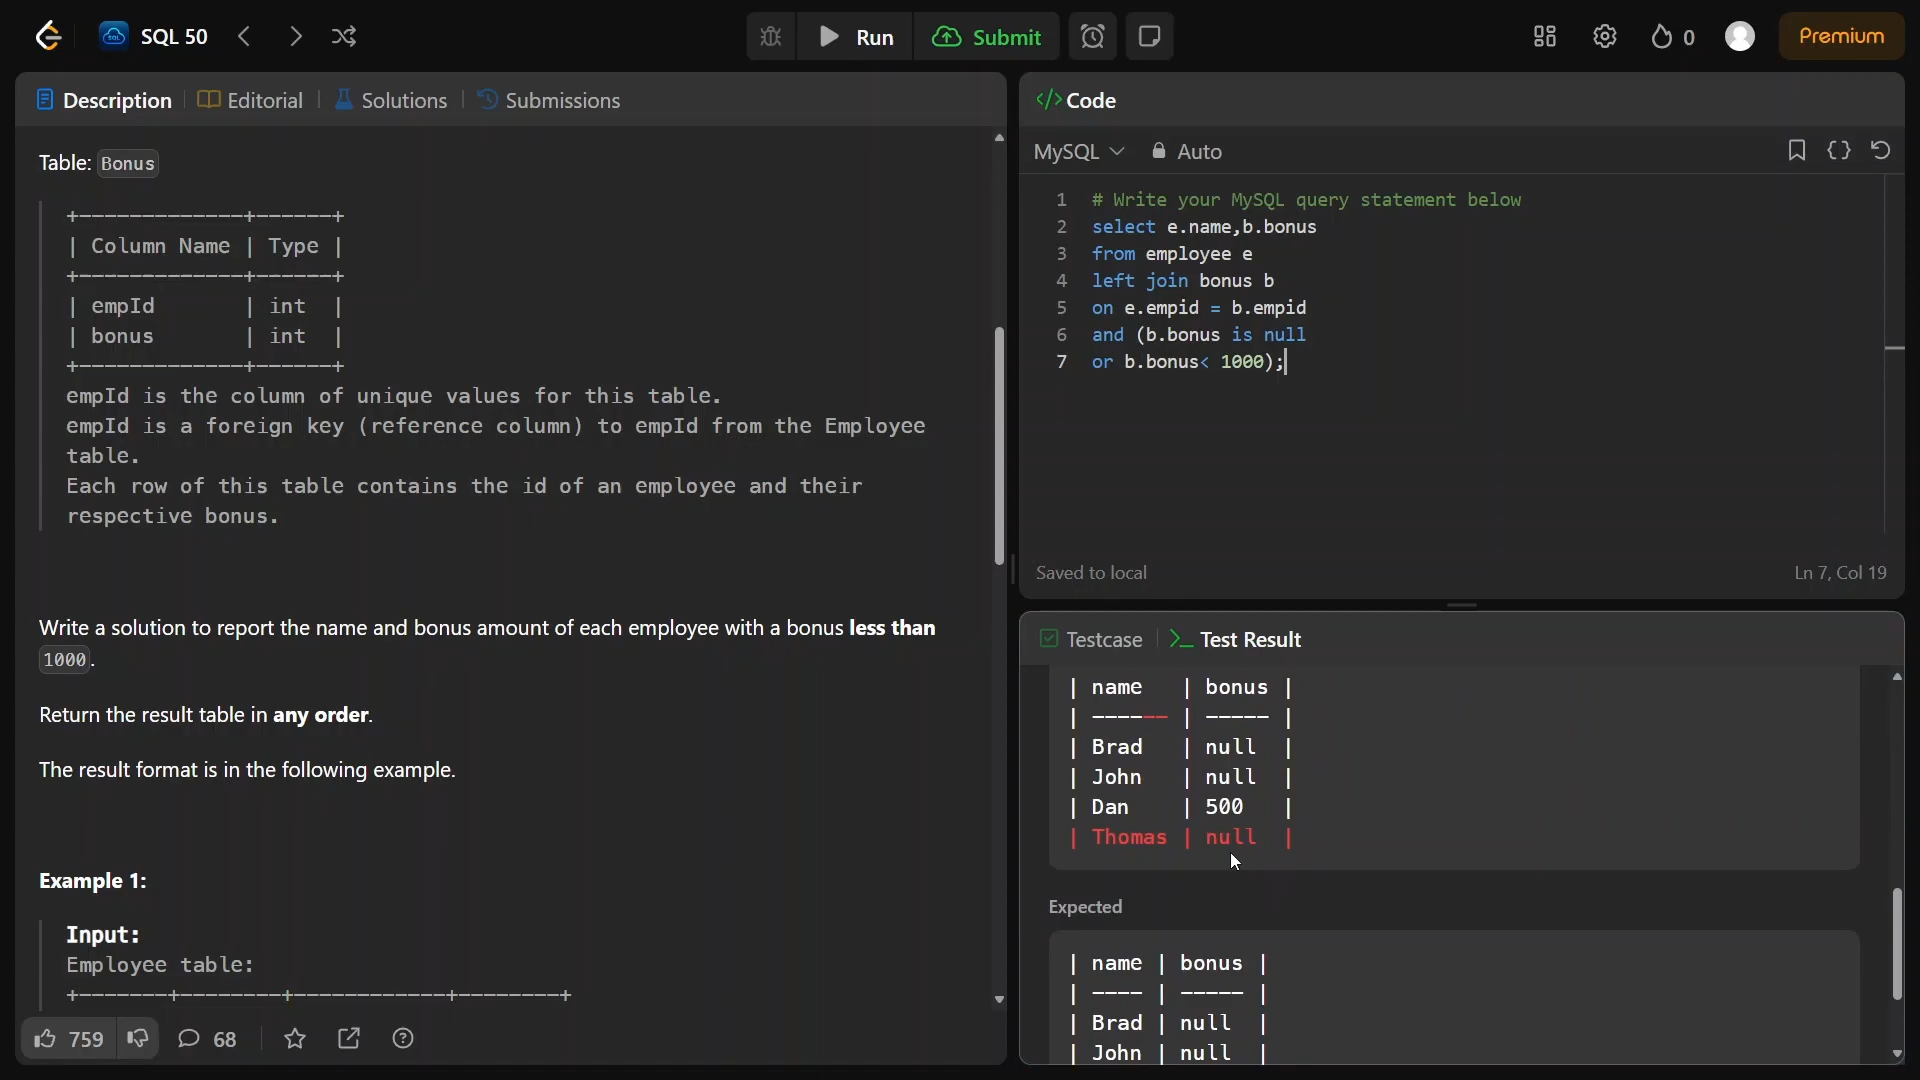 SQL 50
Run
Submit
0
Premium
Description
Editorial
Solutions
Submissions
Table: Bonus
+-------------+------+
| Column Name | Type |
+-------------+------+
| empId       | int  |
| bonus       | int  |
+-------------+------+
empId is the column of unique values for this table.
empId is a foreign key (reference column) to empId from the Employee
table.
Each row of this table contains the id of an employee and their
respective bonus.
Write a solution to report the name and bonus amount of each employee with a bonus less than
1000.
Return the result table in any order.
The result format is in the following example.
Example 1:
Input:
Employee table:
+-------+--------+------------+--------+
759
68
</> Code
MySQL
Auto
{}
1 # Write your MySQL query statement below
2 select e.name,b.bonus
3 from employee e
4 left join bonus b
5 on e.empid = b.empid
6 and (b.bonus is null
7 or b.bonus< 1000);
Saved to local
Ln 7, Col 19
Testcase
>_ Test Result
| name   | bonus |
| ------ | ----- |
| Brad   | null  |
| John   | null  |
| Dan    | 500   |
| Thomas | null  |
Expected
| name | bonus |
| ---- | ----- |
| Brad | null  |
| John | null  |